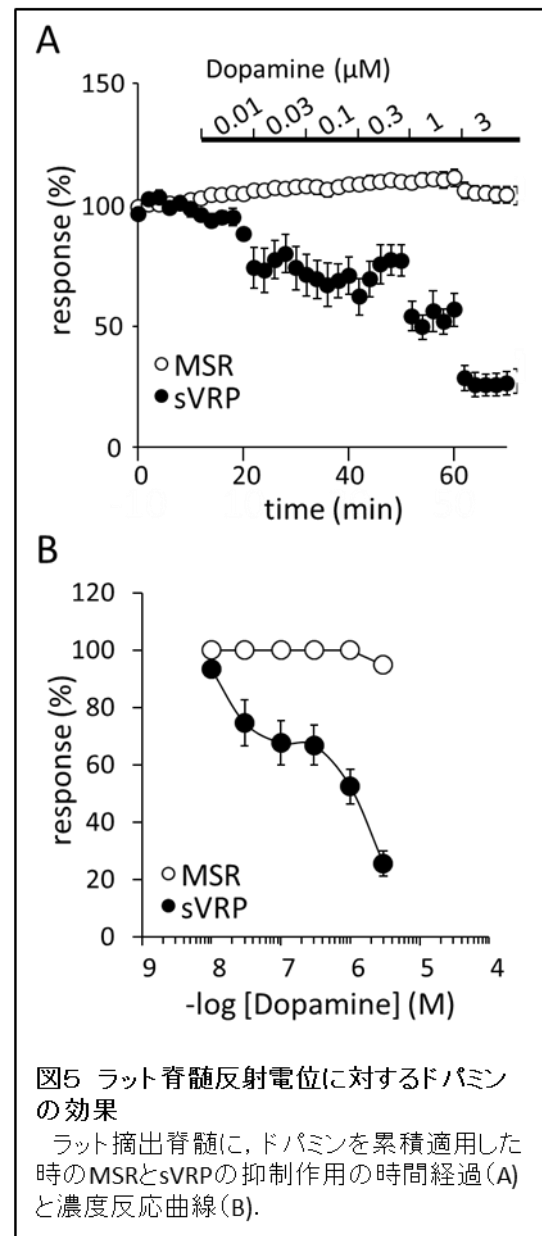 A
Dopamine (μM)
0.01 0.03 0.1 0.3 1 3
150
100
50
0
response (%)
○ MSR
● sVRP
0 20 40 60
time (min)
B
120
100
80
60
40
20
0
response (%)
○ MSR
● sVRP
9 8 7 6 5 4
-log [Dopamine] (M)
図5 ラット脊髄反射電位に対するドパミン
の効果
ラット摘出脊髄に，ドパミンを累積適用した
時のMSRとsVRPの抑制作用の時間経過(A)
と濃度反応曲線(B).